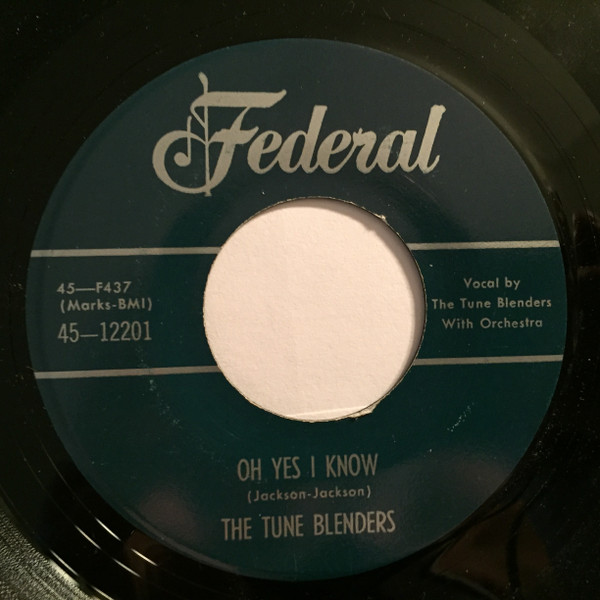 Federal
45—F437
(Marks-BMI)
45—12201
Vocal by
The Tune Blenders
With Orchestra
OH YES I KNOW
(Jackson-Jackson)
THE TUNE BLENDERS